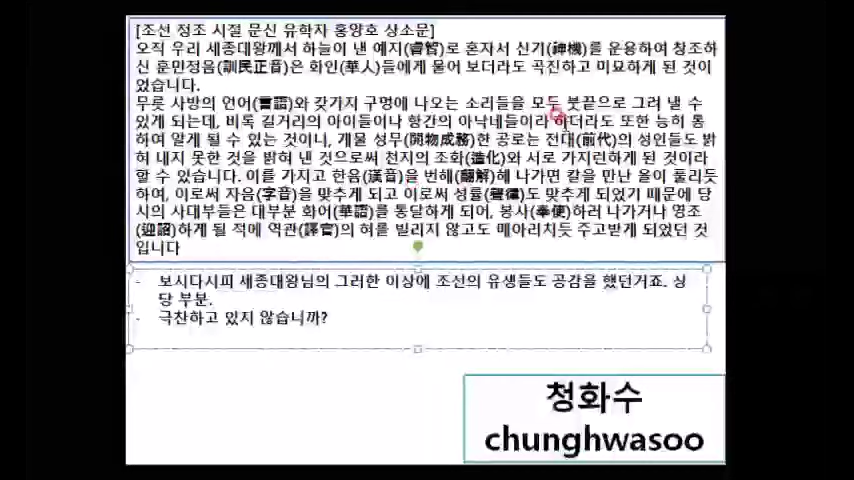 [조선 정조 시절 문신 유학자 홍양호 상소문]
오직 우리 세종대왕께서 하늘이 낸 예지(睿智)로 혼자서 신기(神機)를 운용하여 창조하
신 훈민정음(訓民正音)은 화인(華人)들에게 물어 보더라도 곡진하고 미묘하게 된 것이
었습니다.
무릇 사방의 언어(言語)와 갖가지 구멍에 나오는 소리들을 모두 붓끝으로 그려 낼 수
있게 되는데, 비록 길거리의 아이들이나 항간의 아낙네들이라 하더라도 또한 능히 통
하여 알게 될 수 있는 것이니, 개물 성무(開物成務)한 공로는 전대(前代)의 성인들도 밝
혀 내지 못한 것을 밝혀 낸 것으로써 천지의 조화(造化)와 서로 가지런하게 된 것이라
할 수 있습니다. 이를 가지고 한음(漢音)을 번해(翻解)해 나가면 칼을 만난 올이 풀리듯
하여, 이로써 자음(字音)을 맞추게 되고 이로써 성률(聲律)도 맞추게 되었기 때문에 당
시의 사대부들은 대부분 화어(華語)를 통달하게 되어, 봉사(奉使)하러 나가거나 영조
(迎詔)하게 될 적에 역관(譯官)의 혀를 빌리지 않고도 메아리치듯 주고받게 되었던 것
입니다
- 보시다시피 세종대왕님의 그러한 이상에 조선의 유생들도 공감을 했던거죠. 상
당 부분.
- 극찬하고 있지 않습니까?
청화수
chunghwasoo